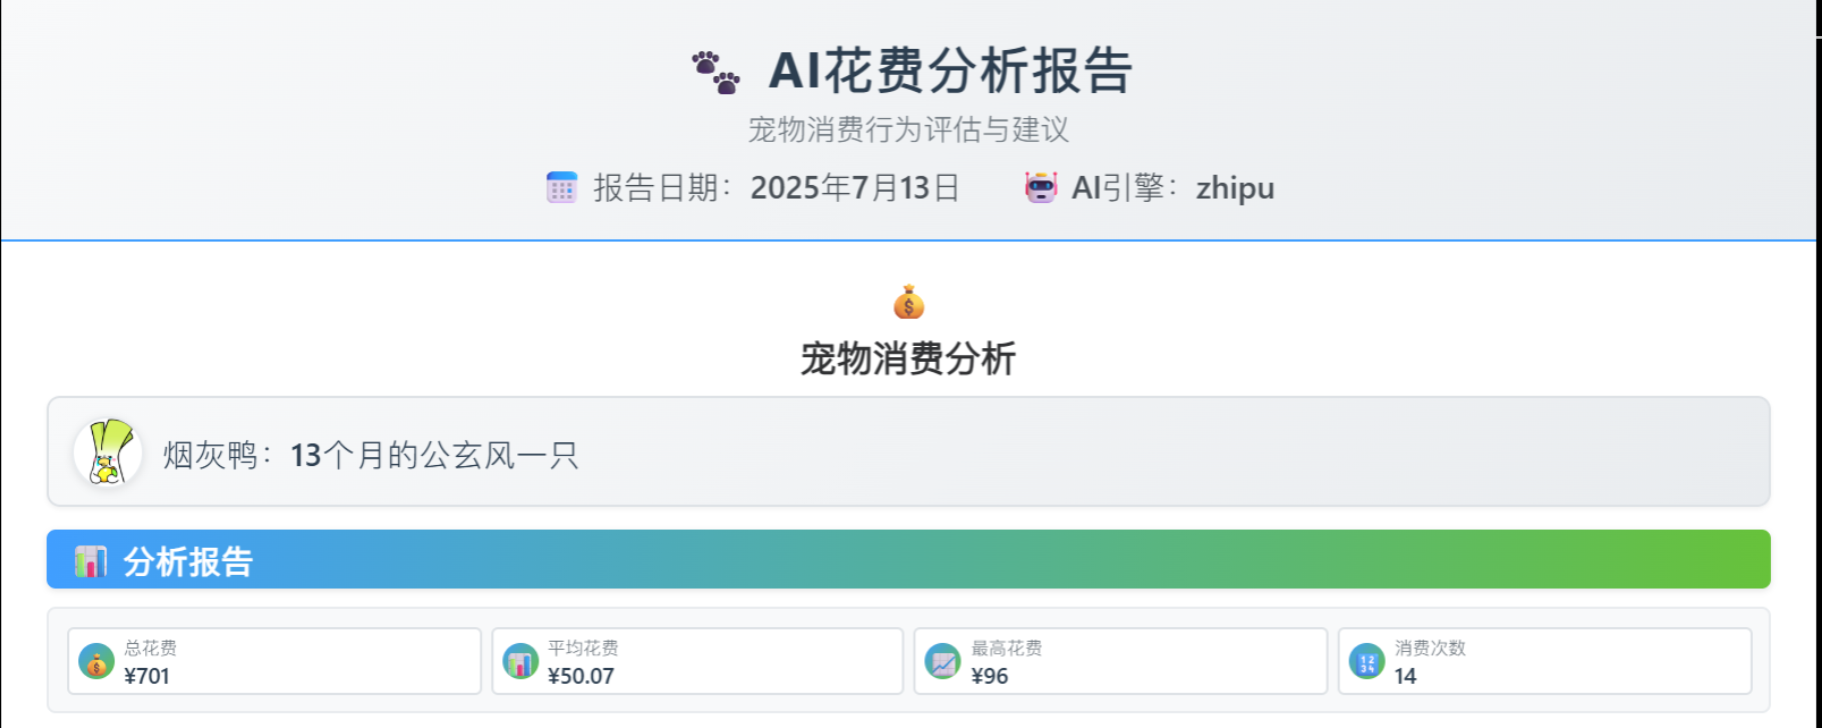 AI花费分析报告
宠物消费行为评估与建议
报告日期：2025年7月13日 AI引擎：zhipu
宠物消费分析
烟灰鸭：13个月的公玄风一只
分析报告
总花费
¥701
平均花费
¥50.07
最高花费
¥96
消费次数
14